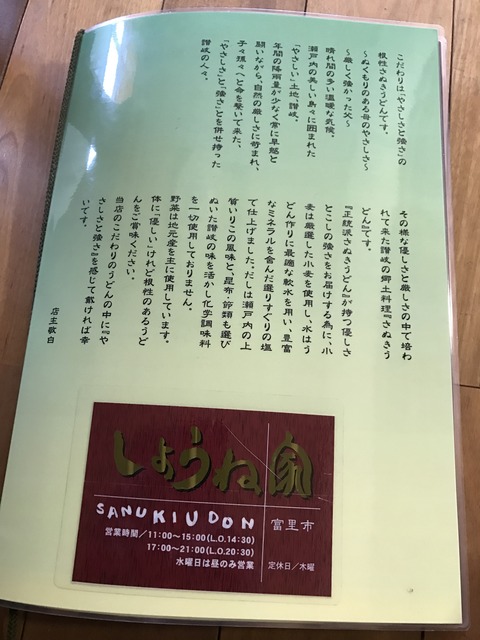 こだわりは「やさしさと強さ」の
根性さぬきうどんです。
〜ぬくもりのある母のやさしさ〜
〜厳しく強かった父〜
晴れ間の多い温暖な気候。
瀬戸内の美しい島々に囲まれた
「やさしい」土地、讃岐。
年間の降雨量が少なく常に旱魃と
闘いながら、自然の厳しさに苛まれ、
子々孫々へと命を繋いで来た、
「やさしさ」と「強さ」とを併せ持った
讃岐の人々。
その様な優しさと厳しさの中で培わ
れて来た讃岐の郷土料理『さぬきう
どん』です。
『正統派さぬきうどん』が持つ優しさ
とこしの強さをお届けする為に、小
麦は厳選した小麦を使用し、水はう
どん作りに最適な軟水を用い、豊富
なミネラルを含んだ選りすぐりの塩
で仕上げました。だしは瀬戸内の上
質いりこの風味と、昆布、節類も選び
ぬいた讃岐の味を活かし化学調味料
を一切使用しておりません。
野菜は地元産を主に使用しています。
体に「優しい」けれど根性のあるうど
んをご賞味ください。
当店のこだわりのうどんの中に『や
さしさと強さ』を感じて戴ければ幸
いです。
店主敬白
しょうね家
SANUKI UDON
富里市
営業時間／11:00〜15:00(L.O.14:30)
17:00〜21:00(L.O.20:30)
水曜日は昼のみ営業
定休日／木曜